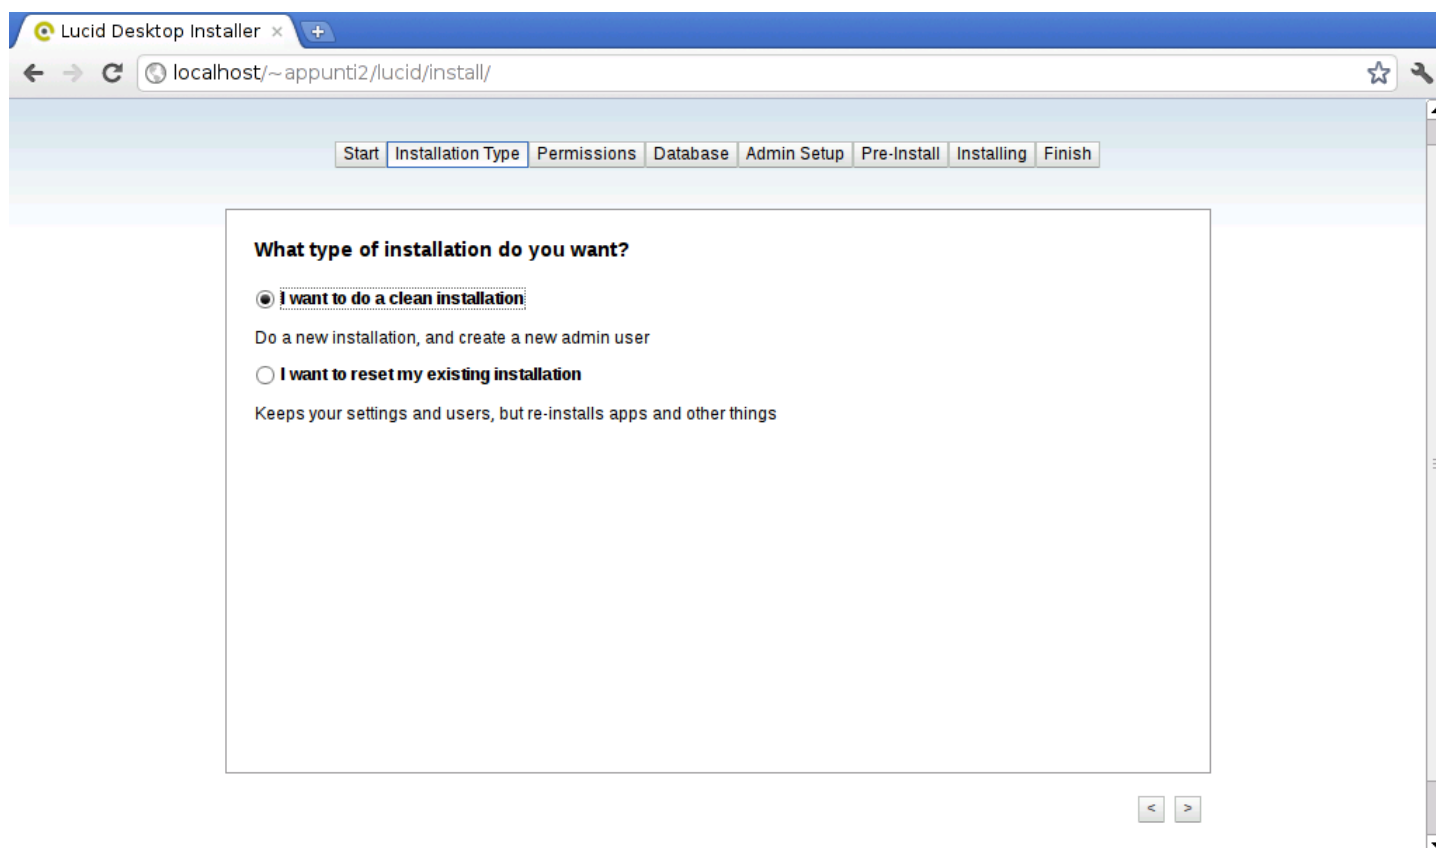 Lucid Desktop Installer
localhost/~appunti2/lucid/install/
Start Installation Type Permissions Database Admin Setup Pre-Install Installing Finish
What type of installation do you want?
I want to do a clean installation
Do a new installation, and create a new admin user
I want to reset my existing installation
Keeps your settings and users, but re-installs apps and other things
< >